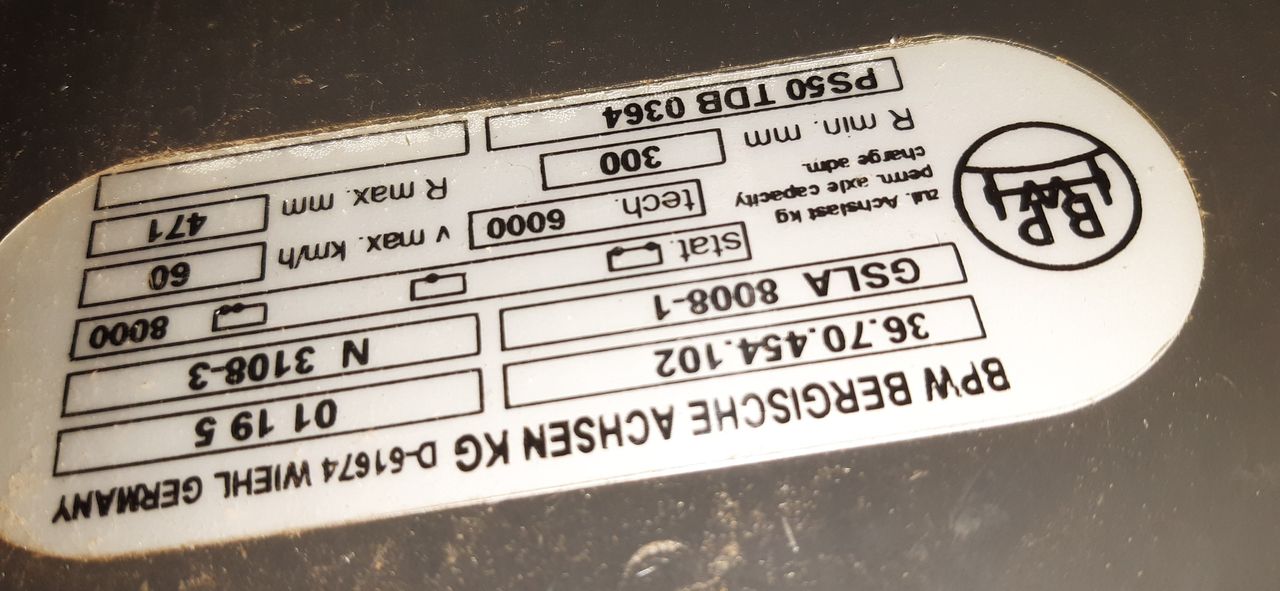 BPW BERGISCHE ACHSEN KG D-61674 WIEHL GERMANY
36.70.454.102 01 19 5
GSLA 8008-1 N 3108-3
BPW
zul. Achslast kg
perm. axle capacity
charge adm.
stat. 8000
tech. 6000 v max. km/h 60
R min. mm 300 R max. mm 471
PS50 TDB 0364